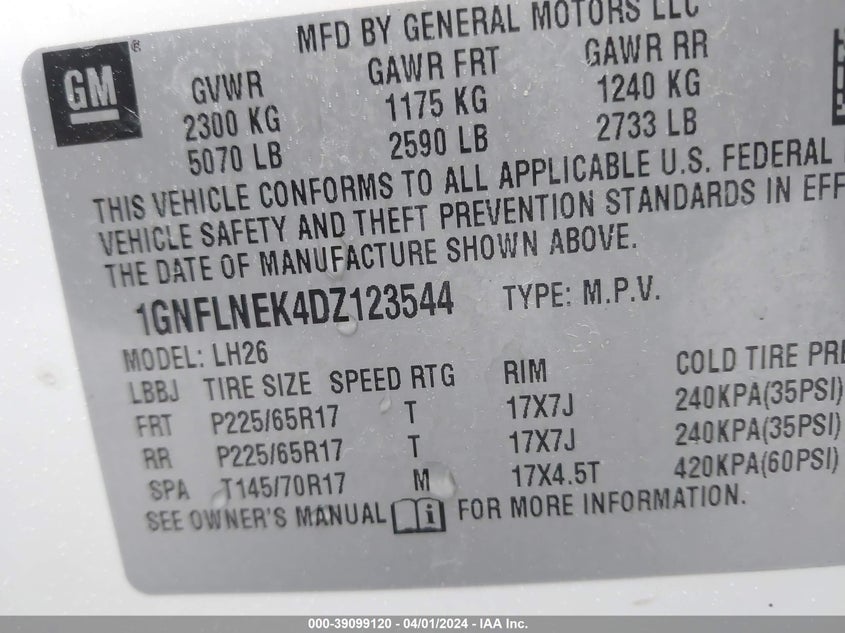 MFD BY GENERAL MOTORS LLC
GM ®
GVWR GAWR FRT GAWR RR
2300 KG 1175 KG 1240 KG
5070 LB 2590 LB 2733 LB
THIS VEHICLE CONFORMS TO ALL APPLICABLE U.S. FEDERAL
VEHICLE SAFETY AND THEFT PREVENTION STANDARDS IN EFF
THE DATE OF MANUFACTURE SHOWN ABOVE.
1GNFLNEK4DZ123544 TYPE: M.P.V.
MODEL: LH26
LBBJ TIRE SIZE SPEED RTG RIM COLD TIRE PRE
FRT P225/65R17 T 17X7J 240KPA(35PSI)
RR P225/65R17 T 17X7J 240KPA(35PSI)
SPA T145/70R17 M 17X4.5T 420KPA(60PSI)
SEE OWNER'S MANUAL i FOR MORE INFORMATION.
000-39099120 - 04/01/2024 - IAA Inc.